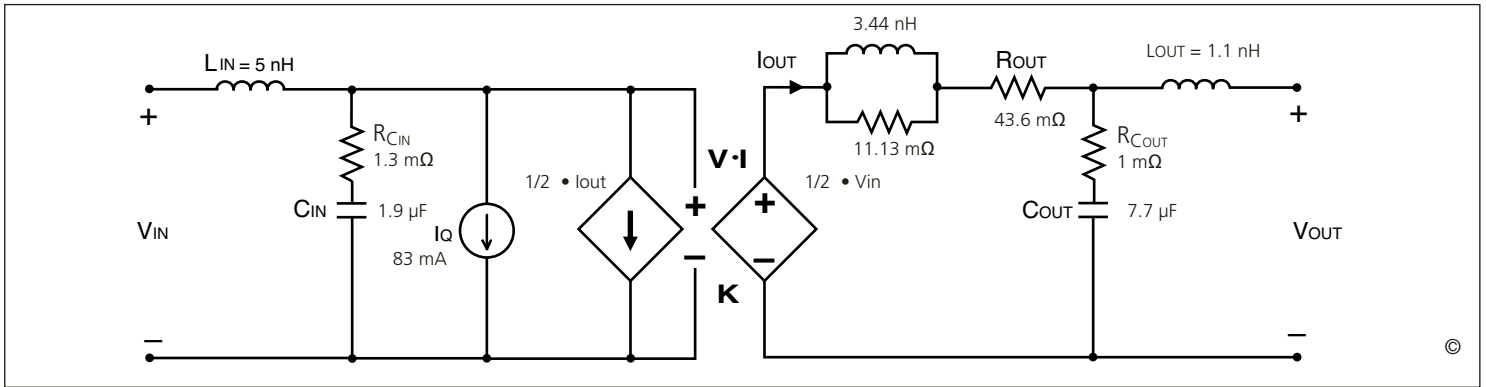 LIN = 5 nH
+
RCIN
1.3 mΩ
CIN
1.9 µF
VIN
IQ
83 mA
−
1/2 • Iout
V•I
+
−
K
1/2 • Vin
+
−
IOUT
3.44 nH
11.13 mΩ
ROUT
43.6 mΩ
LOUT = 1.1 nH
+
RCOUT
1 mΩ
COUT
7.7 µF
VOUT
−
©